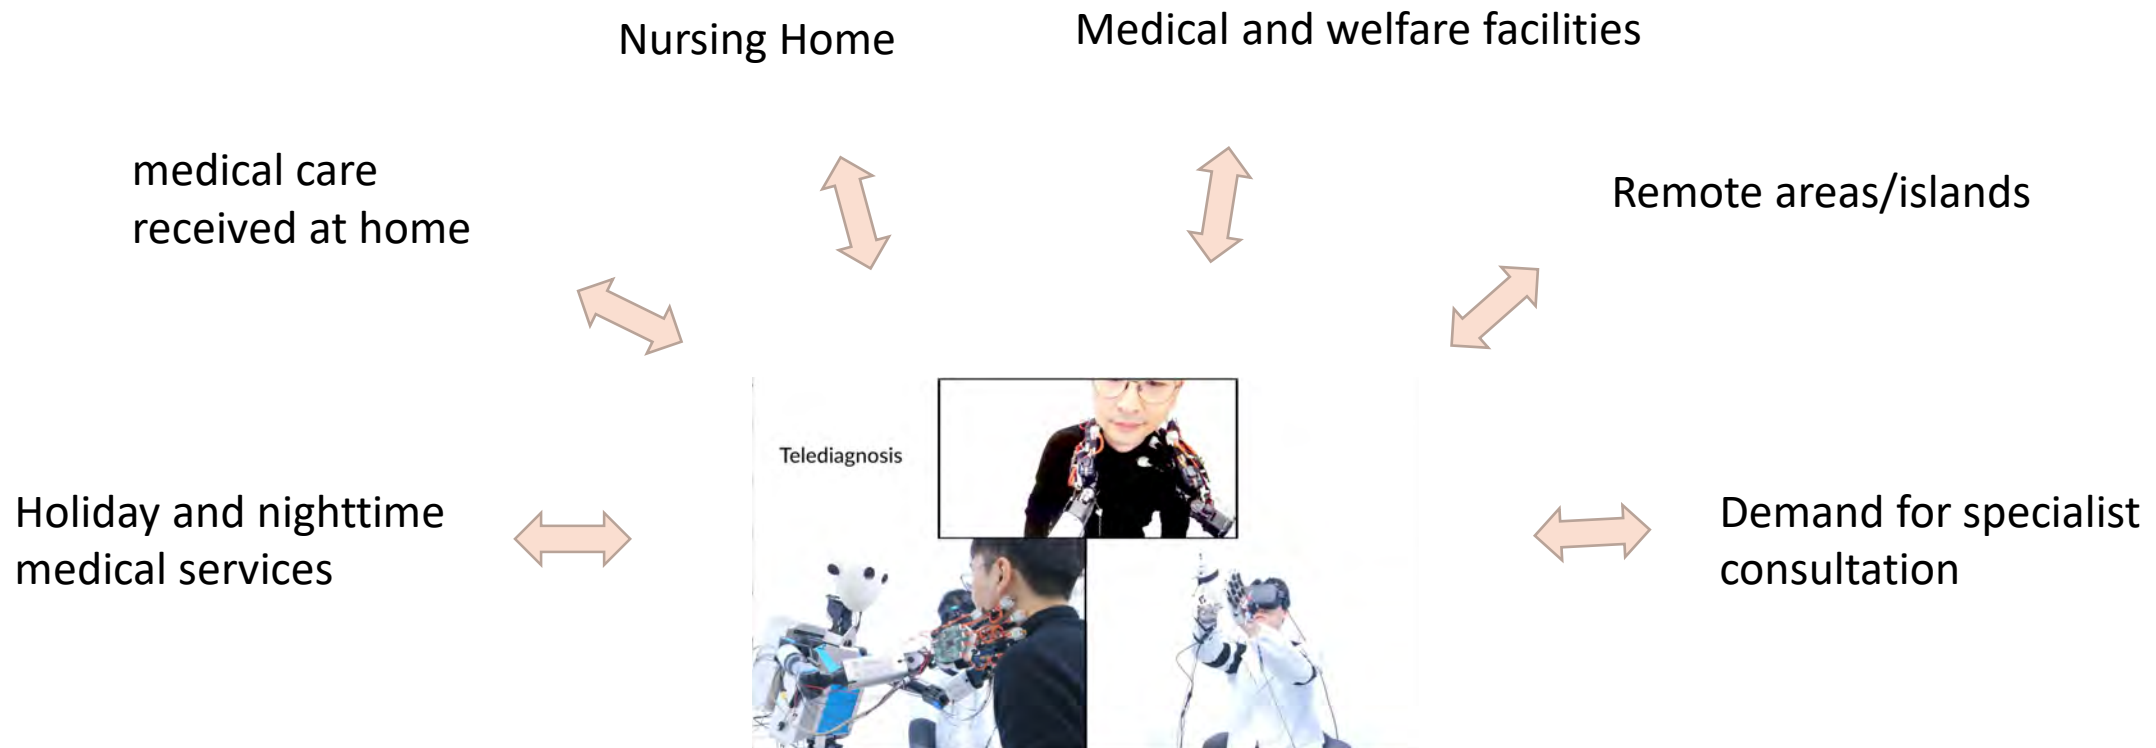 Nursing Home
Medical and welfare facilities
medical care
received at home
Remote areas/islands
Telediagnosis
Holiday and nighttime
medical services
Demand for specialist
consultation